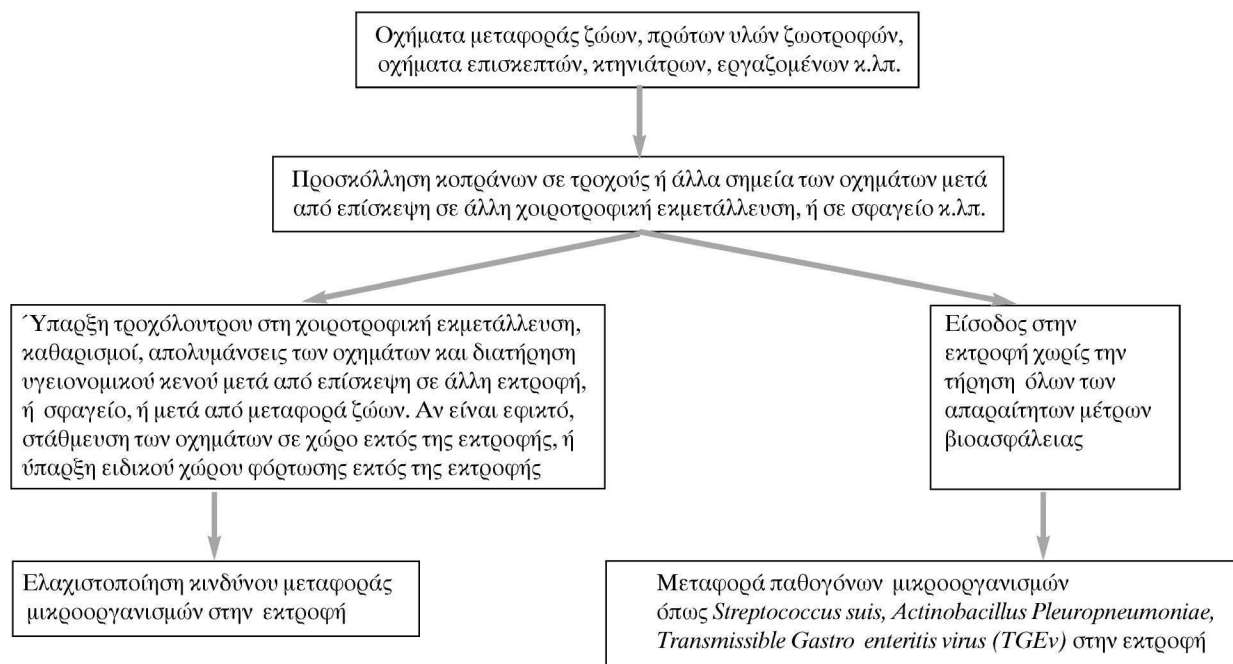 Οχήματα μεταφοράς ζώων, πρώτων υλών ζωοτροφών,
οχήματα επισκεπτών, κτηνιάτρων, εργαζομένων κ.λπ.
Προσκόλληση κοπράνων σε τροχούς ή άλλα σημεία των οχημάτων μετά
από επίσκεψη σε άλλη χοιροτροφική εκμετάλλευση, ή σε σφαγείο κ.λπ.
Ύπαρξη τροχόλουτρου στη χοιροτροφική εκμετάλλευση,
καθαρισμοί, απολυμάνσεις των οχημάτων και διατήρηση
υγειονομικού κενού μετά από επίσκεψη σε άλλη εκτροφή,
ή σφαγείο, ή μετά από μεταφορά ζώων. Αν είναι εφικτό,
στάθμευση των οχημάτων σε χώρο εκτός της εκτροφής, ή
ύπαρξη ειδικού χώρου φόρτωσης εκτός της εκτροφής
Είσοδος στην
εκτροφή χωρίς την
τήρηση όλων των
απαραίτητων μέτρων
βιοασφάλειας
Ελαχιστοποίηση κινδύνου μεταφοράς
μικροοργανισμών στην εκτροφή
Μεταφορά παθογόνων μικροοργανισμών
όπως Streptococcus suis, Actinobacillus Pleuropneumoniae,
Transmissible Gastro enteritis virus (TGEv) στην εκτροφή